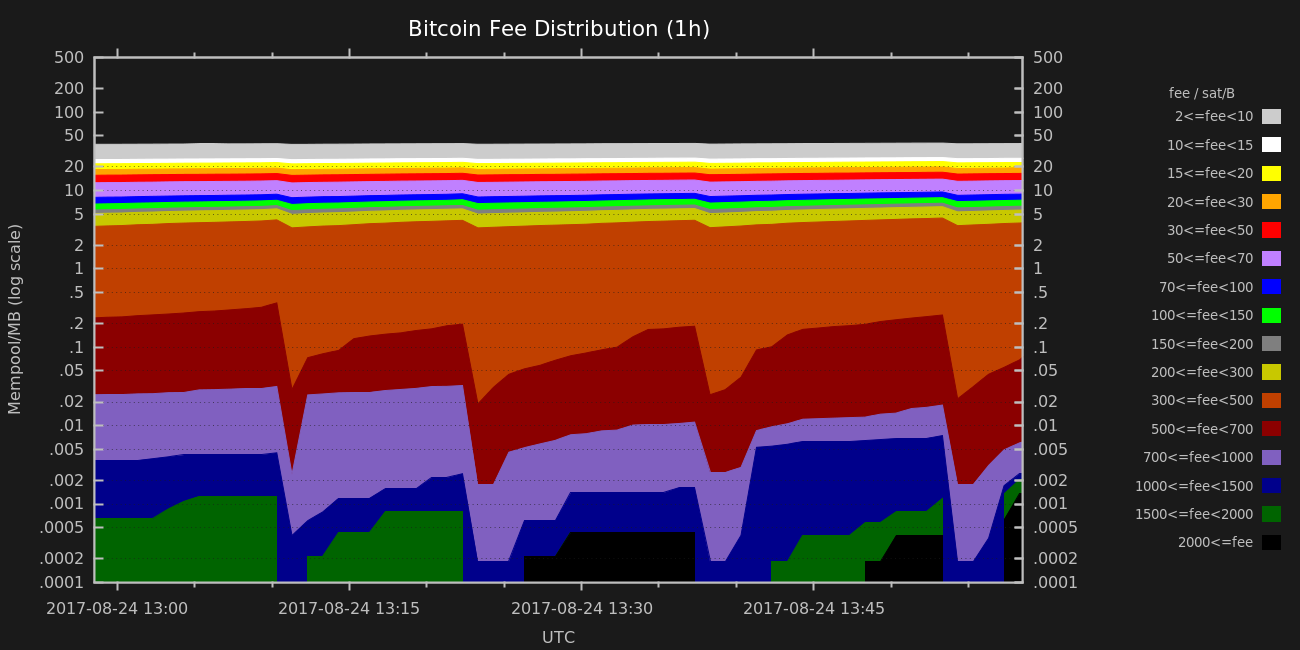 Bitcoin Fee Distribution (1h)
500 500
200 200
100 100
50 50
20 20
10 10
5 5
2 2
1 1
.5 .5
.2 .2
.1 .1
.05 .05
.02 .02
.01 .01
.005 .005
.002 .002
.001 .001
.0005 .0005
.0002 .0002
.0001 .0001
Mempool/MB (log scale)
2017-08-24 13:00 2017-08-24 13:15 2017-08-24 13:30 2017-08-24 13:45
UTC
fee / sat/B
2<=fee<10
10<=fee<15
15<=fee<20
20<=fee<30
30<=fee<50
50<=fee<70
70<=fee<100
100<=fee<150
150<=fee<200
200<=fee<300
300<=fee<500
500<=fee<700
700<=fee<1000
1000<=fee<1500
1500<=fee<2000
2000<=fee